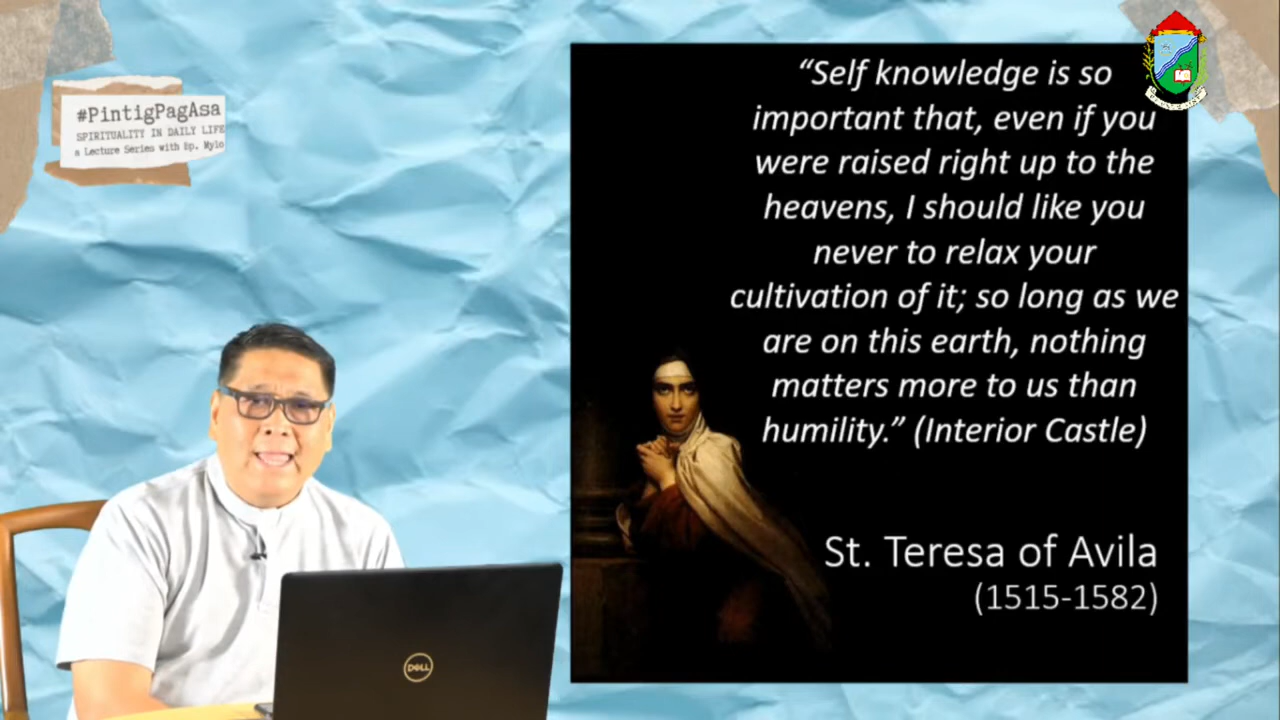 #PintigPagAsa
SPIRITUALITY IN DAILY LIFE
a Lecture Series with Bp. Mylo
“Self knowledge is so
important that, even if you
were raised right up to the
heavens, I should like you
never to relax your
cultivation of it; so long as we
are on this earth, nothing
matters more to us than
humility.” (Interior Castle)
St. Teresa of Avila
(1515-1582)
DELL